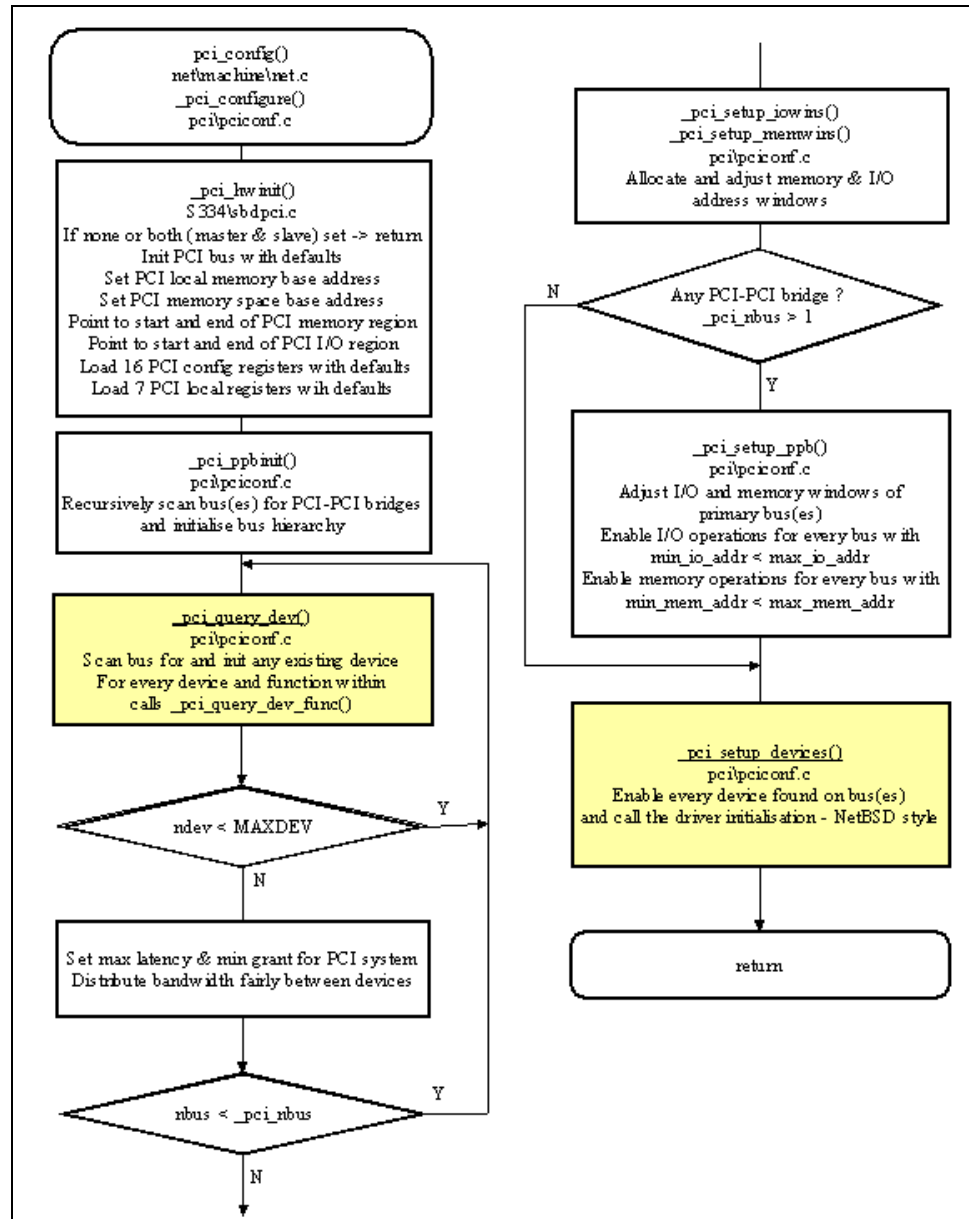 pci_config()
net\machine\net.c
_pci_configure()
pci\pciconf.c
_pci_hwinit()
S334\sbdpci.c
If none or both (master & slave) set -> return
Init PCI bus with defaults
Set PCI local memory base address
Set PCI memory space base address
Point to start and end of PCI memory region
Point to start and end of PCI I/O region
Load 16 PCI config registers with defaults
Load 7 PCI local registers wih defaults
_pci_ppbinit()
pci\pciconf.c
Recursively scan bus(es) for PCI-PCI bridges
and initialise bus hierarchy
_pci_query_dev()
pci\pciconf.c
Scan bus for and init any existing device
For every device and function within
calls _pci_query_dev_func()
ndev < MAXDEV
Y
N
Set max latency & min grant for PCI system
Distribute bandwidth fairly between devices
nbus < _pci_nbus
Y
N
_pci_setup_iowins()
_pci_setup_memwins()
pci\pciconf.c
Allocate and adjust memory & I/O
address windows
Any PCI-PCI bridge ?
_pci_nbus > 1
N
Y
_pci_setup_ppb()
pci\pciconf.c
Adjust I/O and memory windows of
primary bus(es)
Enable I/O operations for every bus with
min_io_addr < max_io_addr
Enable memory operations for every bus with
min_mem_addr < max_mem_addr
_pci_setup_devices()
pci\pciconf.c
Enable every device found on bus(es)
and call the driver initialisation - NetBSD style
return